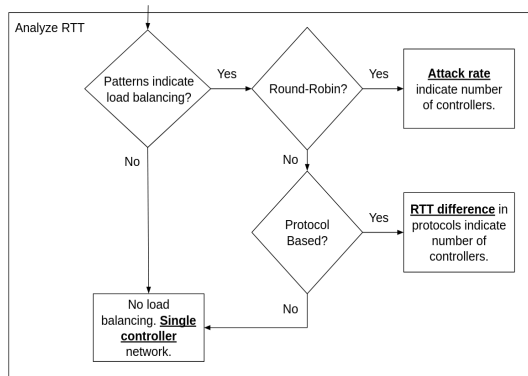 Analyze RTT
Patterns indicate
load balancing?
Yes
Round-Robin?
Yes
Attack rate
indicate number
of controllers.
No
No
Protocol
Based?
Yes
RTT difference in
protocols indicate
number of
controllers.
No
No load
balancing. Single
controller
network.